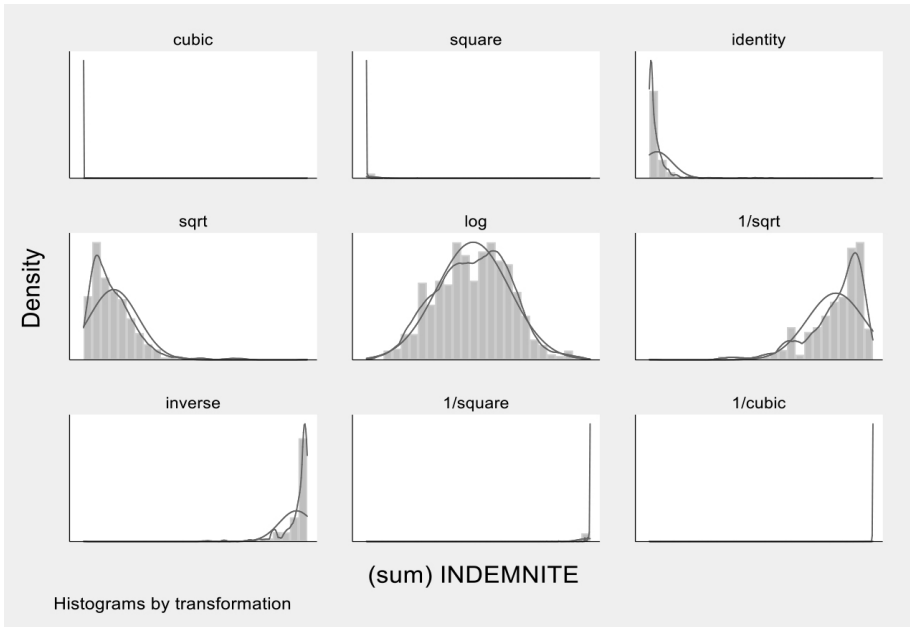 cubic
square
identity
sqrt
log
1/sqrt
inverse
1/square
1/cubic
Density
(sum) INDEMNITE
Histograms by transformation